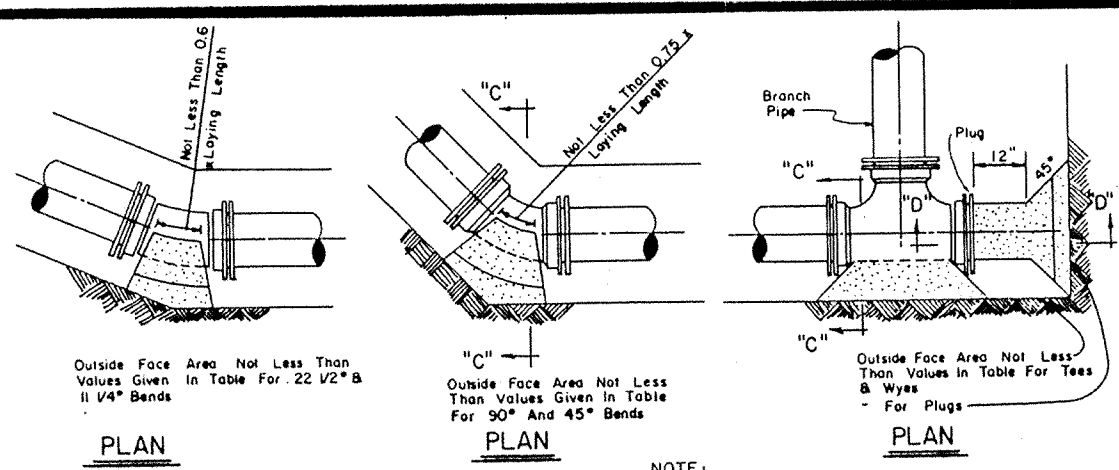 Not Less Than 0.6
x Laying Length
Outside Face Area Not Less Than
Values Given In Table For 22 1/2° &
11 1/4° Bends
PLAN
"C"
Not Less Than 0.75 x
Laying Length
"C"
Outside Face Area Not Less
Than Values Given In Table
For 90° And 45° Bends
PLAN
Branch
Pipe
Plug
12"
45°
"C"
"D"
"D"
"C"
Outside Face Area Not Less
Than Values In Table For Tees
& Wyes
" For Plugs
PLAN
NOTE: